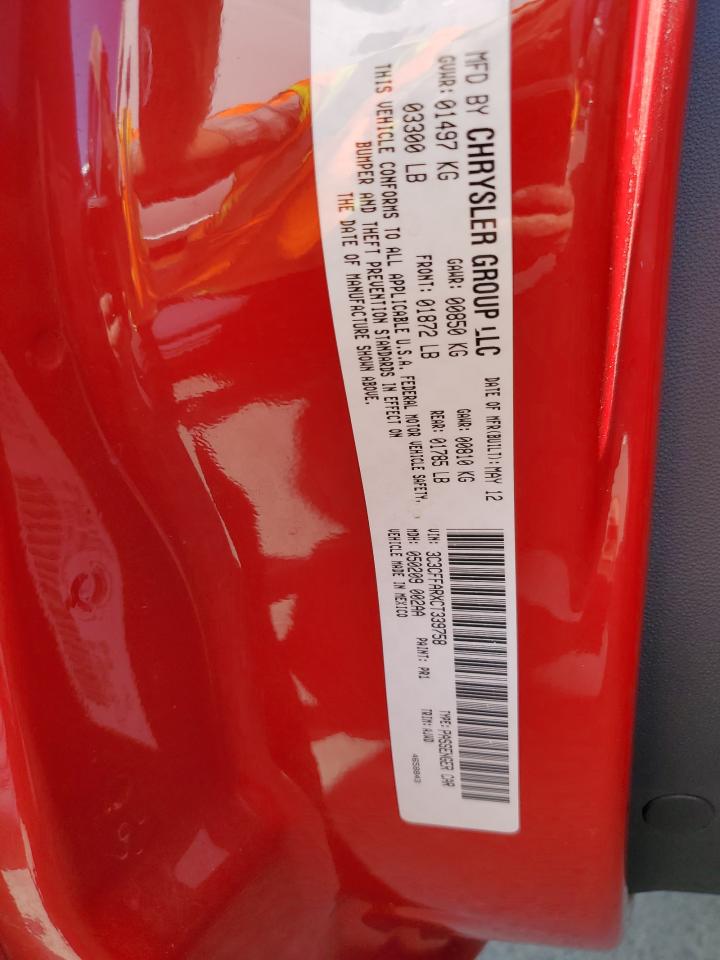 MFD BY CHRYSLER GROUP LLC DATE OF MFR(BUILT): MAY 12
GVWR: 01497 KG GAWR: 00850 KG GAWR: 00810 KG
03300 LB FRONT: 01872 LB REAR: 01785 LB
THIS VEHICLE CONFORMS TO ALL APPLICABLE U.S.A. FEDERAL MOTOR VEHICLE SAFETY,
BUMPER AND THEFT PREVENTION STANDARDS IN EFFECT ON
THE DATE OF MANUFACTURE SHOWN ABOVE.
VIN: 3C3CFFARXCT339758 TYPE: PASSENGER CAR
MDH: 050209 002AA PAINT: PR1 TRIM: AJWD
VEHICLE MADE IN MEXICO